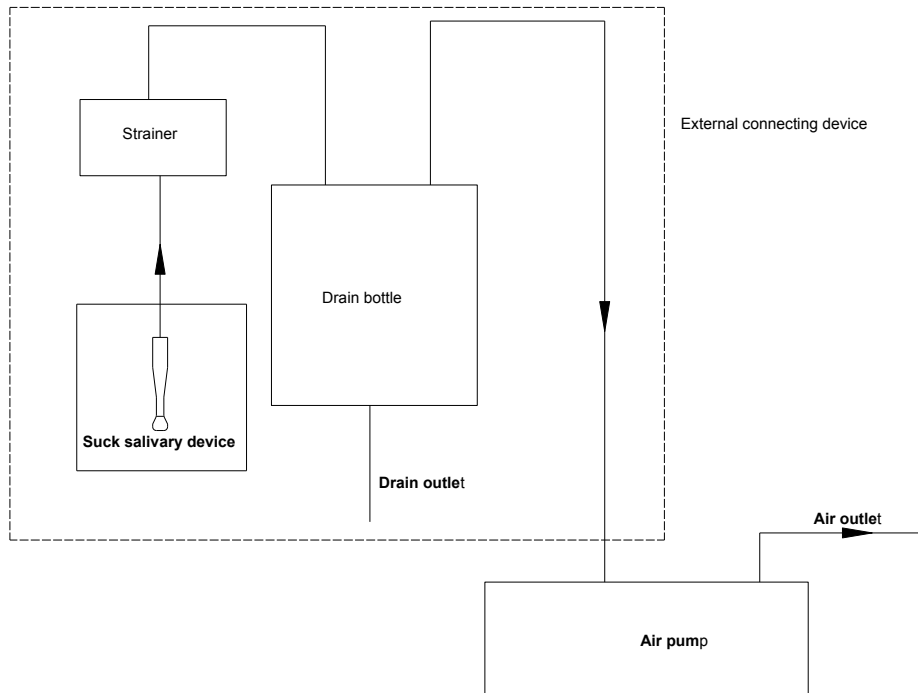 Strainer
External connecting device
Drain bottle
Suck salivary device
Drain outlet
Air outlet
Air pump